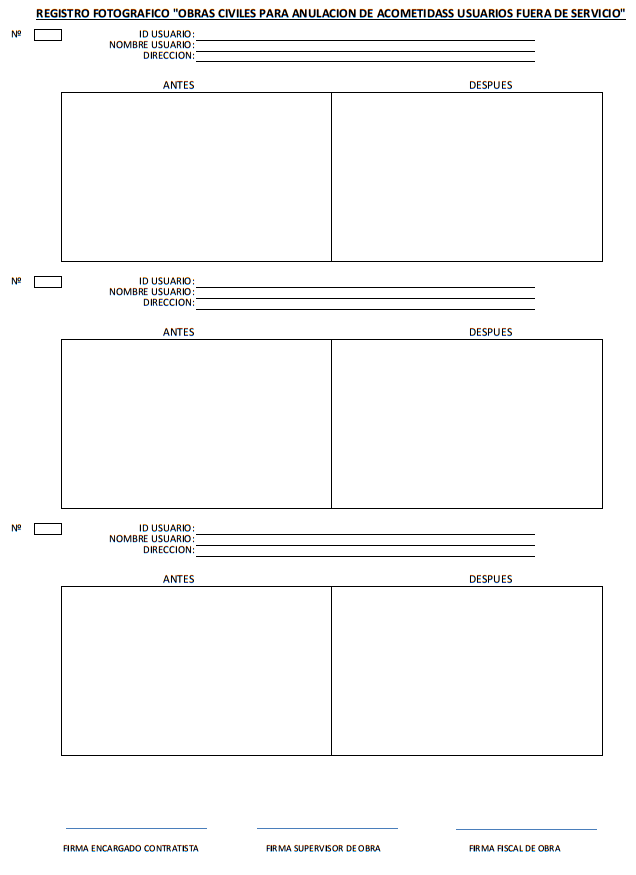 REGISTRO FOTOGRAFICO "OBRAS CIVILES PARA ANULACION DE ACOMETIDASS USUARIOS FUERA DE SERVICIO"
Nº ID USUARIO:
NOMBRE USUARIO:
DIRECCION:
ANTES DESPUES
Nº ID USUARIO:
NOMBRE USUARIO:
DIRECCION:
ANTES DESPUES
Nº ID USUARIO:
NOMBRE USUARIO:
DIRECCION:
ANTES DESPUES
FIRMA ENCARGADO CONTRATISTA FIRMA SUPERVISOR DE OBRA FIRMA FISCAL DE OBRA